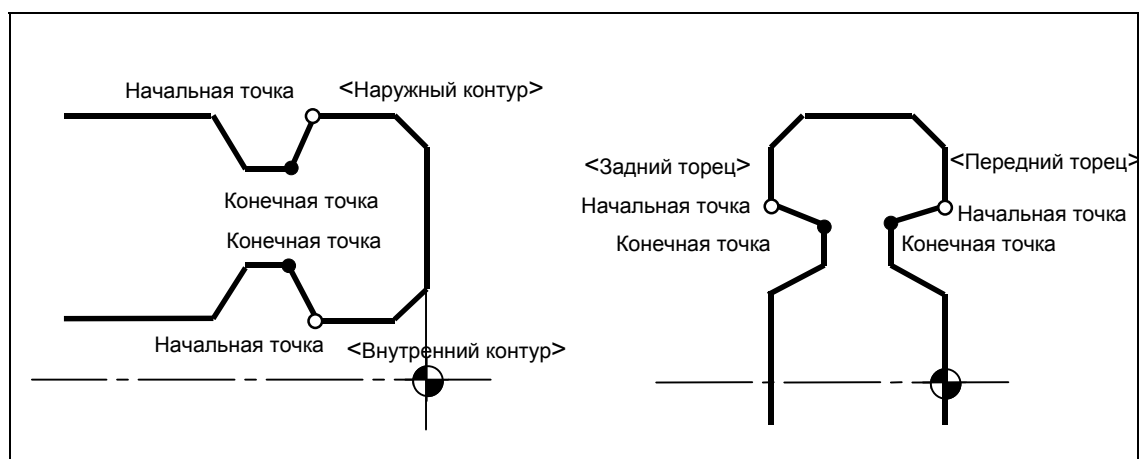 Начальная точка
<Наружный контур>
Конечная точка
Конечная точка
Начальная точка
<Внутренний контур>
<Задний торец>
<Передний торец>
Начальная точка
Начальная точка
Конечная точка
Конечная точка